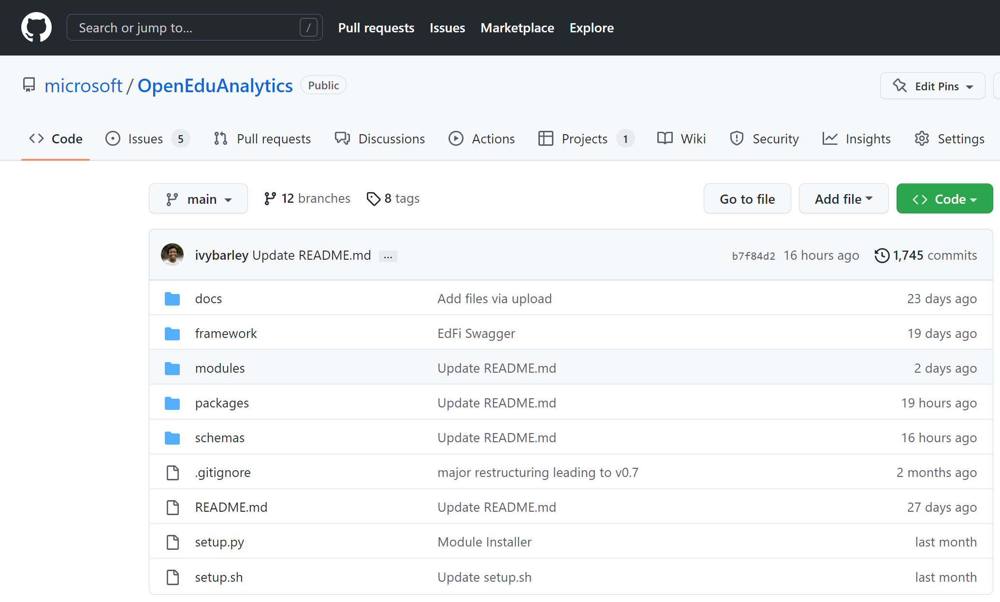 Search or jump to... / Pull requests Issues Marketplace Explore
microsoft / OpenEduAnalytics Public Edit Pins
Code Issues 5 Pull requests Discussions Actions Projects 1 Wiki Security Insights Settings
main 12 branches 8 tags Go to file Add file Code
ivybarley Update README.md ... b7f84d2 16 hours ago 1,745 commits
docs Add files via upload 23 days ago
framework EdFi Swagger 19 days ago
modules Update README.md 2 days ago
packages Update README.md 19 hours ago
schemas Update README.md 16 hours ago
.gitignore major restructuring leading to v0.7 2 months ago
README.md Update README.md 27 days ago
setup.py Module Installer last month
setup.sh Update setup.sh last month